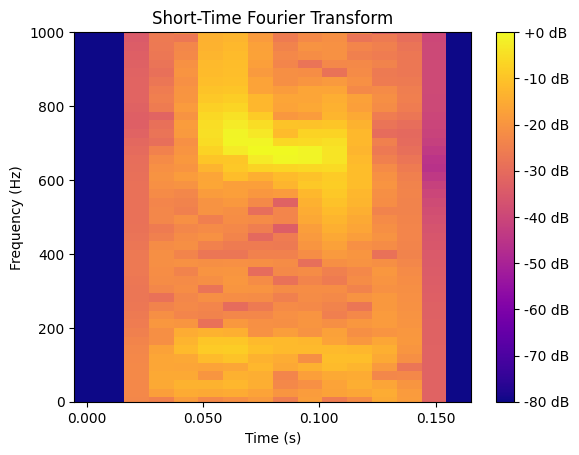 Short-Time Fourier Transform
1000
800
600
400
200
0
Frequency (Hz)
0.000
0.050
0.100
0.150
Time (s)
+0 dB
-10 dB
-20 dB
-30 dB
-40 dB
-50 dB
-60 dB
-70 dB
-80 dB